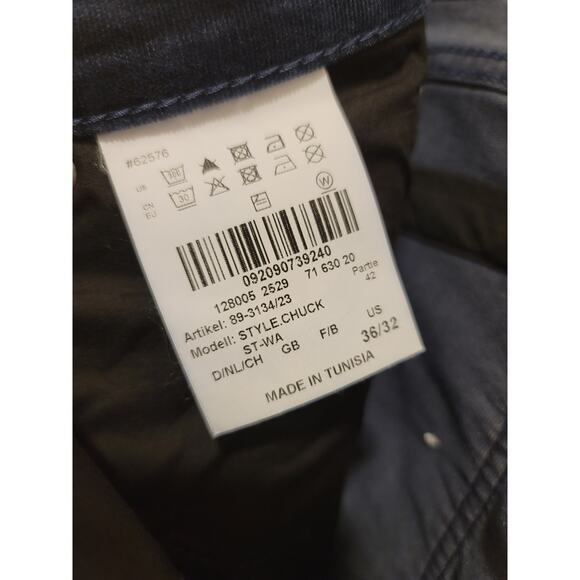 #62576
US
CN
EU
30
W
092090739240
128005 2529 71 630 20
Artikel: 89-3134/23 Partie
Modell: STYLE.CHUCK 42
ST-WA
D/NL/CH GB F/B US
36/32
MADE IN TUNISIA